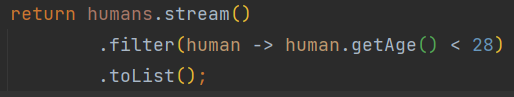 return humans.stream()
.filter(human -> human.getAge() < 28)
.toList();